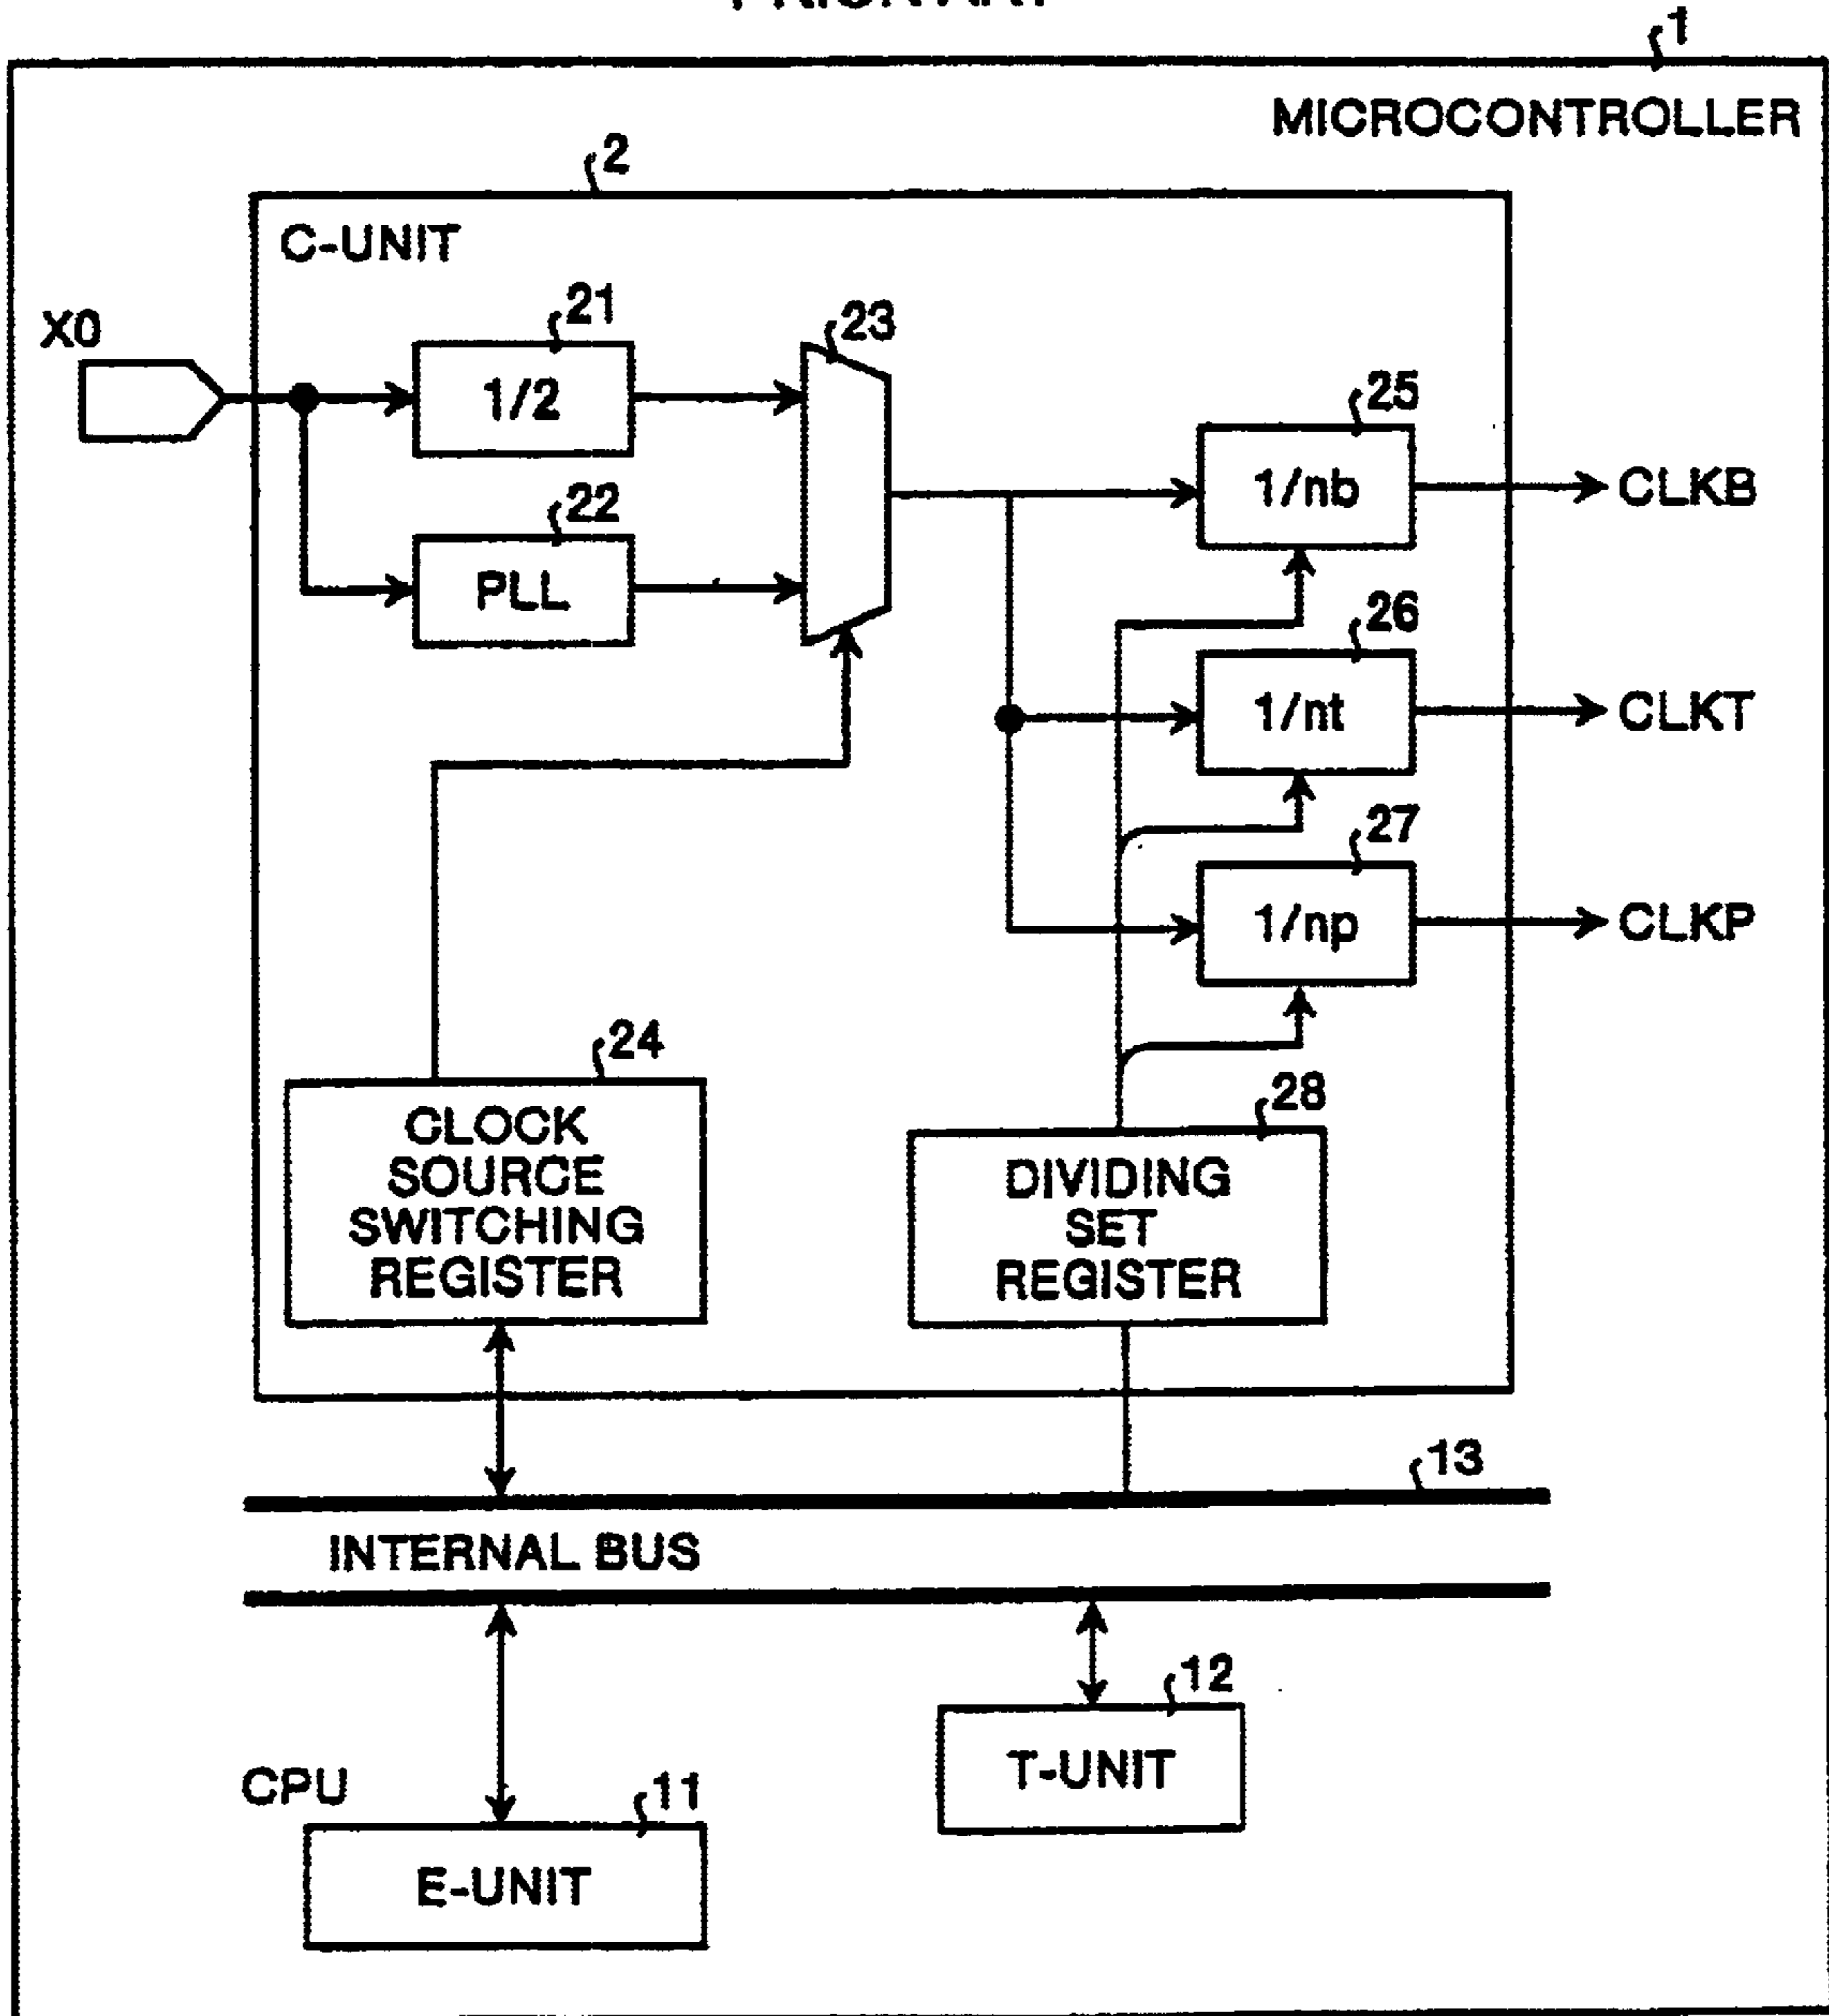 PRIOR ART
1
MICROCONTROLLER
2
C-UNIT
X0
21
1/2
23
25
1/nb
CLKB
22
PLL
26
1/nt
CLKT
27
1/np
CLKP
24
CLOCK
SOURCE
SWITCHING
REGISTER
28
DIVIDING
SET
REGISTER
13
INTERNAL BUS
12
T-UNIT
CPU
11
E-UNIT